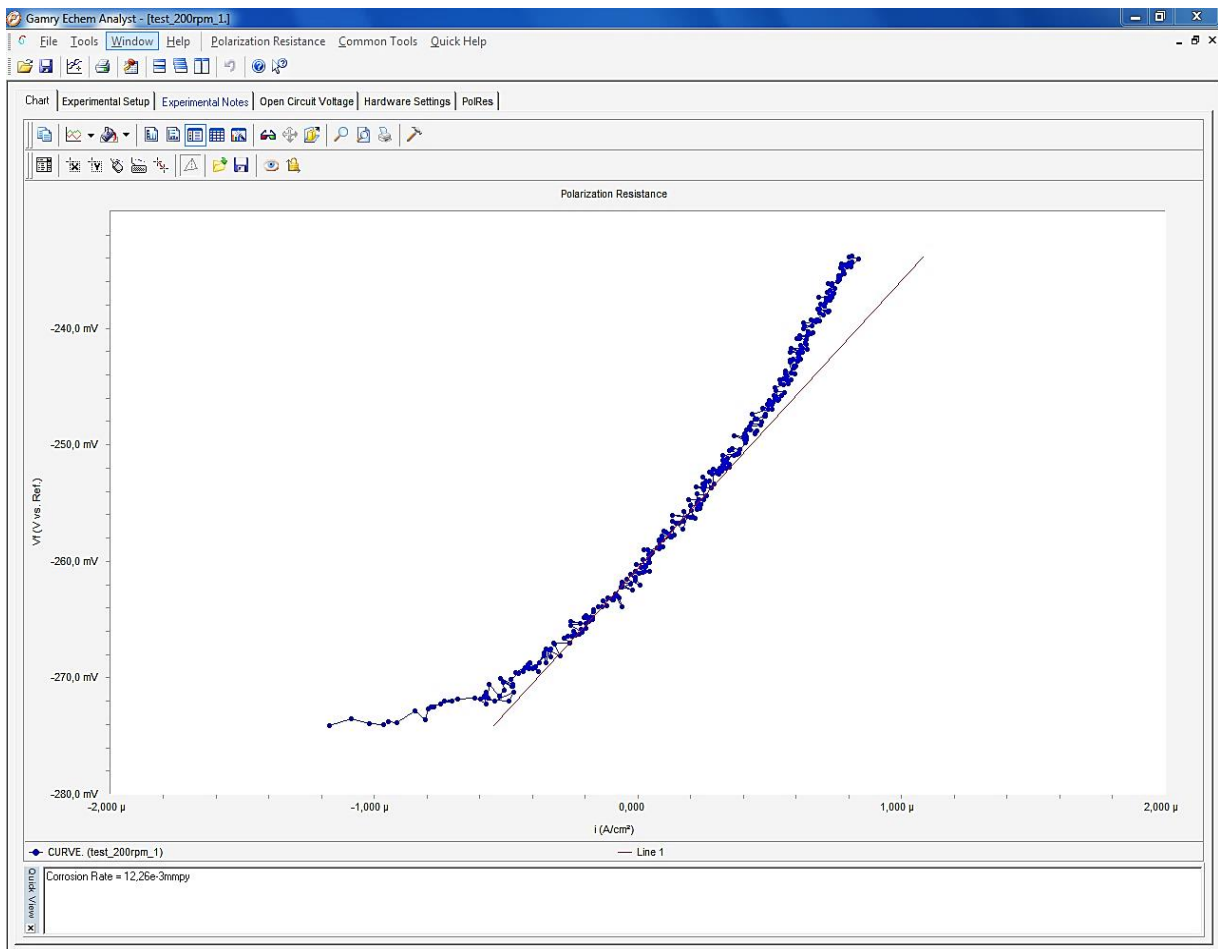 Gamry Echem Analyst - [test_200rpm_1.]
File Tools Window Help Polarization Resistance Common Tools Quick Help
Chart Experimental Setup Experimental Notes Open Circuit Voltage Hardware Settings PolRes
Polarization Resistance
-240,0 mV
-250,0 mV
-260,0 mV
-270,0 mV
-280,0 mV
Vf (V vs. Ref.)
-2,000 µ -1,000 µ 0,000 1,000 µ 2,000 µ
i (A/cm²)
CURVE. (test_200rpm_1) Line 1
Quick View
Corrosion Rate = 12,26e-3mmpy